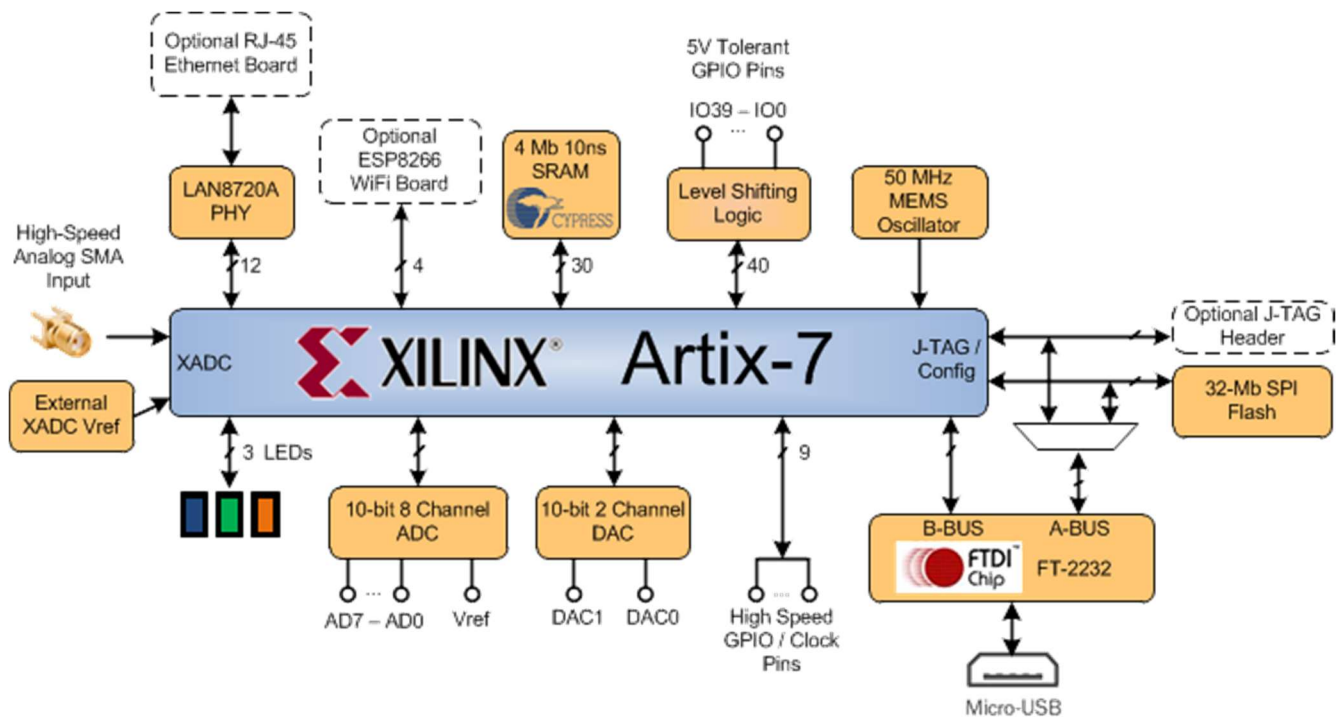 Optional RJ-45
Ethernet Board
5V Tolerant
GPIO Pins
IO39 – IO0
...
Optional
ESP8266
WiFi Board
4 Mb 10ns
SRAM
CYPRESS
LAN8720A
PHY
Level Shifting
Logic
50 MHz
MEMS
Oscillator
High-Speed
Analog SMA
Input
12
4
30
40
Optional J-TAG
Header
XADC
XILINX®
Artix-7
J-TAG /
Config
External
XADC Vref
32-Mb SPI
Flash
3 LEDs
9
10-bit 8 Channel
ADC
10-bit 2 Channel
DAC
B-BUS
A-BUS
FTDI™
Chip
FT-2232
...
AD7 – AD0
Vref
DAC1
DAC0
....
High Speed
GPIO / Clock
Pins
Micro-USB